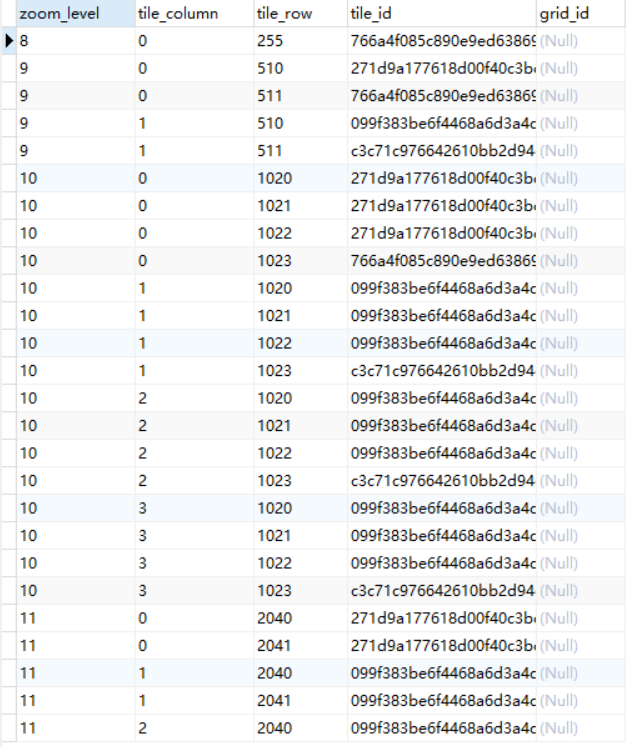 zoom_level tile_column tile_row tile_id grid_id
8 0 255 766a4f085c890e9ed63869 (Null)
9 0 510 271d9a177618d00f40c3b (Null)
9 0 511 766a4f085c890e9ed63869 (Null)
9 1 510 099f383be6f4468a6d3a4c (Null)
9 1 511 c3c71c976642610bb2d94 (Null)
10 0 1020 271d9a177618d00f40c3b (Null)
10 0 1021 271d9a177618d00f40c3b (Null)
10 0 1022 271d9a177618d00f40c3b (Null)
10 0 1023 766a4f085c890e9ed63869 (Null)
10 1 1020 099f383be6f4468a6d3a4c (Null)
10 1 1021 099f383be6f4468a6d3a4c (Null)
10 1 1022 099f383be6f4468a6d3a4c (Null)
10 1 1023 c3c71c976642610bb2d94 (Null)
10 2 1020 099f383be6f4468a6d3a4c (Null)
10 2 1021 099f383be6f4468a6d3a4c (Null)
10 2 1022 099f383be6f4468a6d3a4c (Null)
10 2 1023 c3c71c976642610bb2d94 (Null)
10 3 1020 099f383be6f4468a6d3a4c (Null)
10 3 1021 099f383be6f4468a6d3a4c (Null)
10 3 1022 099f383be6f4468a6d3a4c (Null)
10 3 1023 c3c71c976642610bb2d94 (Null)
11 0 2040 271d9a177618d00f40c3b (Null)
11 0 2041 271d9a177618d00f40c3b (Null)
11 1 2040 099f383be6f4468a6d3a4c (Null)
11 1 2041 099f383be6f4468a6d3a4c (Null)
11 2 2040 099f383be6f4468a6d3a4c (Null)